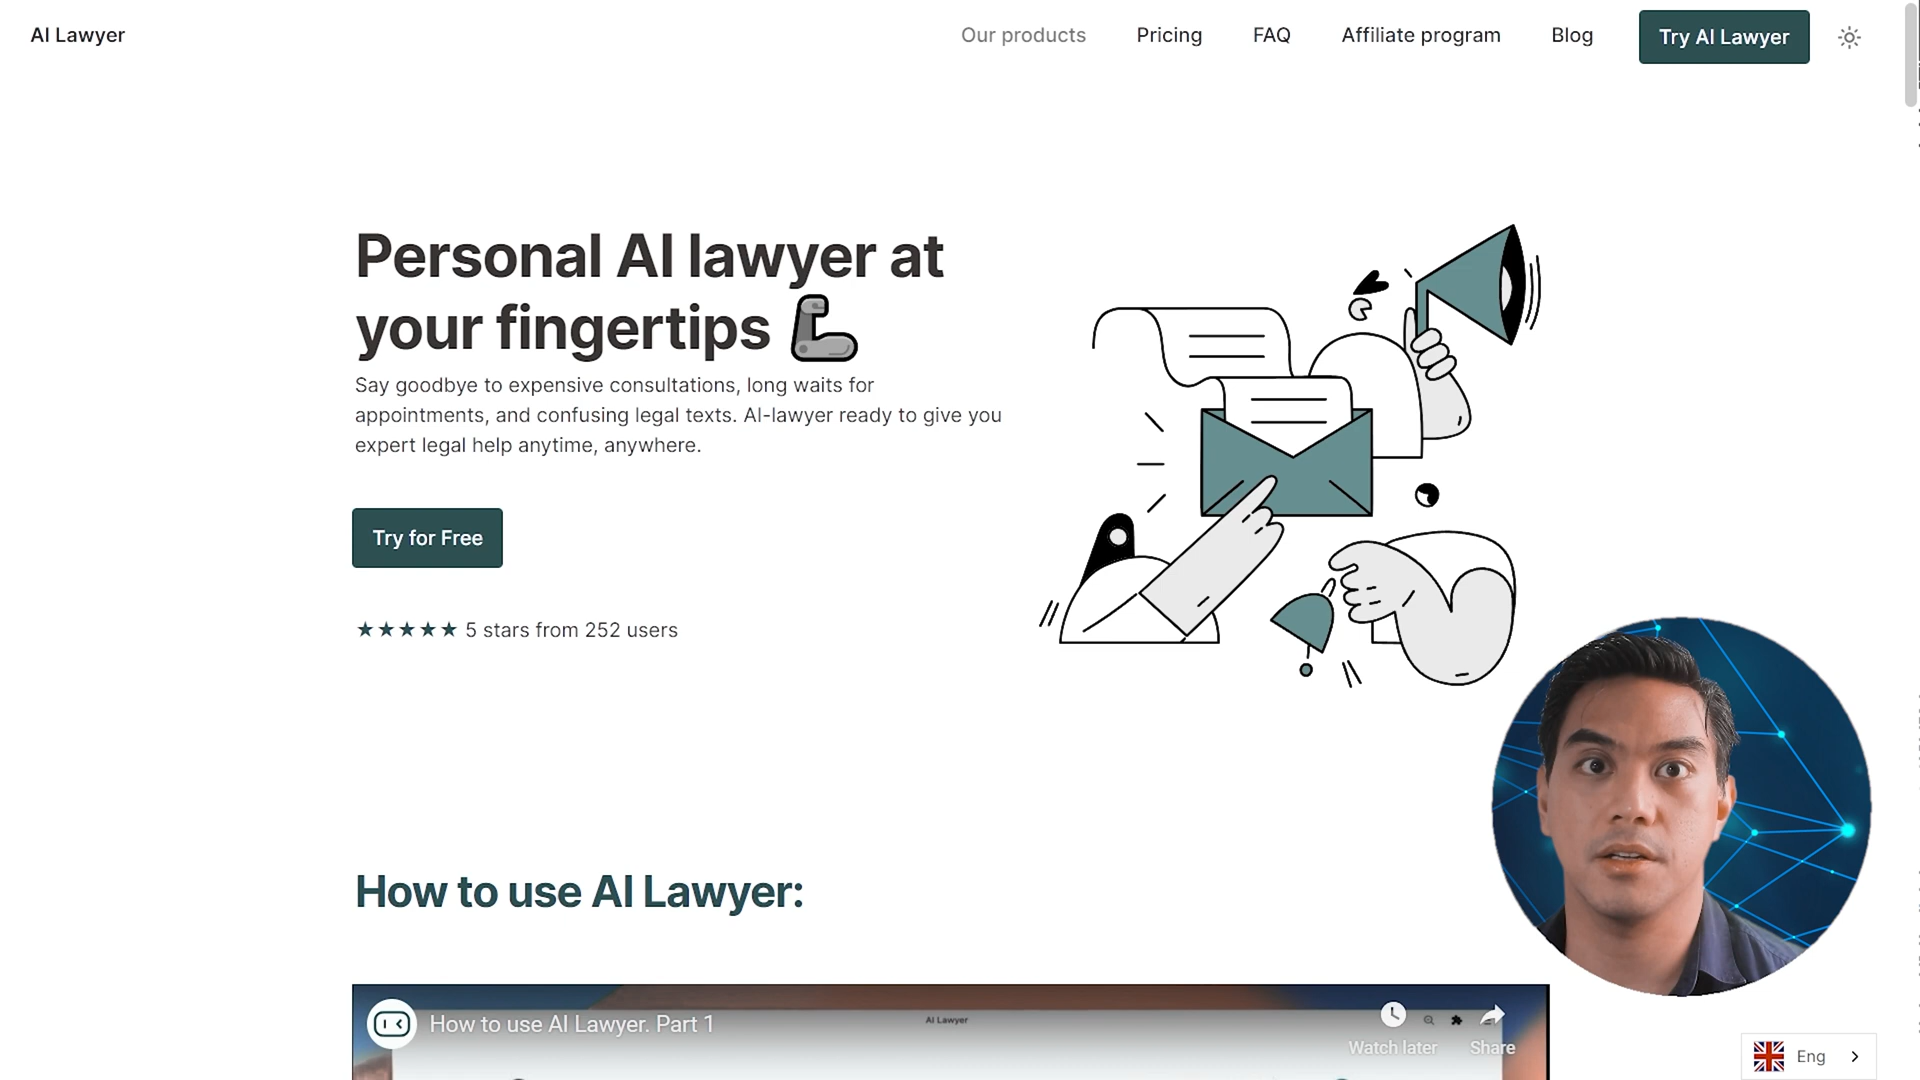 AI Lawyer
Our products
Pricing
FAQ
Affiliate program
Blog
Try AI Lawyer
Personal AI lawyer at
your fingertips
Say goodbye to expensive consultations, long waits for
appointments, and confusing legal texts. AI-lawyer ready to give you
expert legal help anytime, anywhere.
Try for Free
★★★★★ 5 stars from 252 users
How to use AI Lawyer:
How to use AI Lawyer. Part 1
AI Lawyer
Watch later
Share
Eng